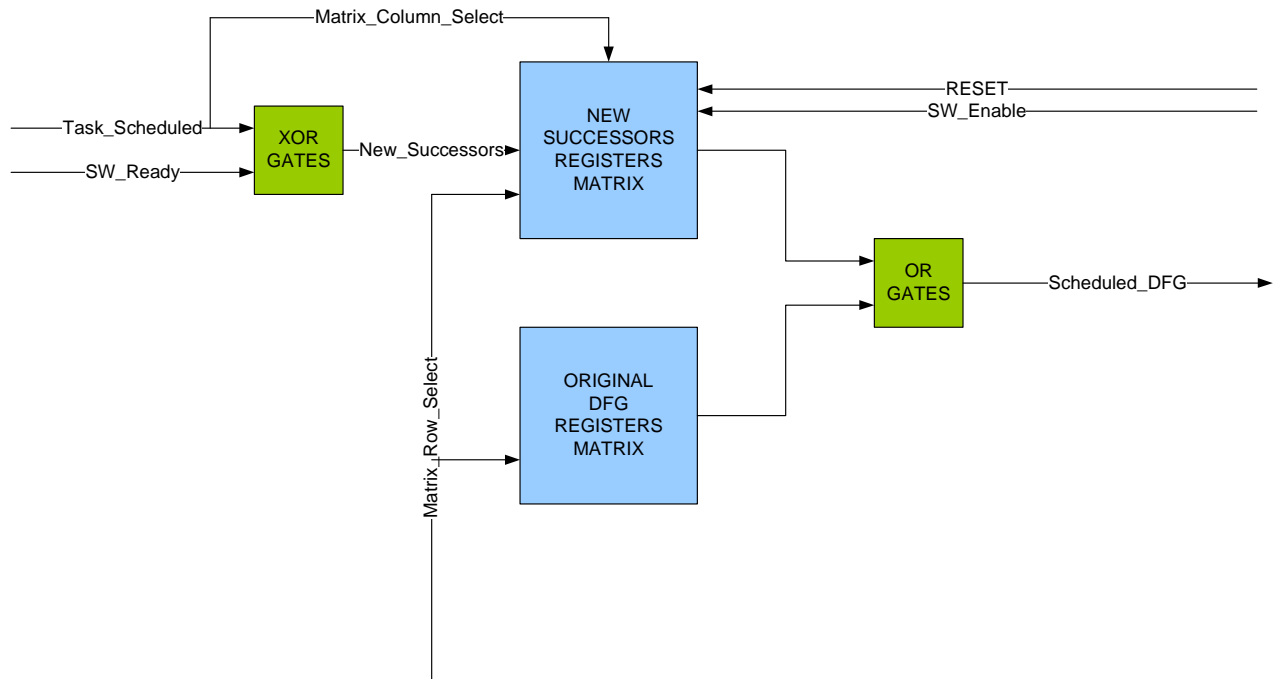 Matrix_Column_Select
RESET
SW_Enable
NEW
SUCCESSORS
REGISTERS
MATRIX
Task_Scheduled
SW_Ready
XOR
GATES
New_Successors
OR
GATES
Scheduled_DFG
Matrix_Row_Select
ORIGINAL
DFG
REGISTERS
MATRIX